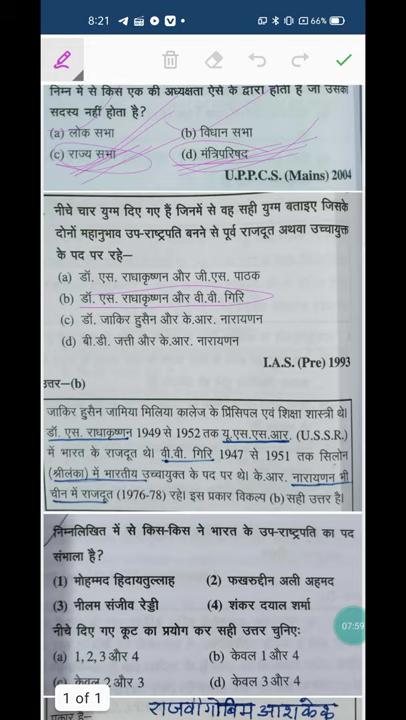 8:21
66%
निम्न में से किस एक की अध्यक्षता ऐसे के द्वारा होती है जो उसका
सदस्य नहीं होता है?
(a) लोक सभा (b) विधान सभा
(c) राज्य सभा (d) मंत्रिपरिषद
U.P.P.C.S. (Mains) 2004
नीचे चार युग्म दिए गए हैं जिनमें से वह सही युग्म बताइए जिसके
दोनों महानुभाव उप-राष्ट्रपति बनने से पूर्व राजदूत अथवा उच्चायुक्त
के पद पर रहे—
(a) डॉ. एस. राधाकृष्णन और जी.एस. पाठक
(b) डॉ. एस. राधाकृष्णन और वी.वी. गिरि
(c) डॉ. जाकिर हुसैन और के.आर. नारायणन
(d) बी.डी. जत्ती और के.आर. नारायणन
I.A.S. (Pre) 1993
उत्तर—(b)
जाकिर हुसैन जामिया मिलिया कालेज के प्रिंसिपल एवं शिक्षा शास्त्री थे।
डॉ. एस. राधाकृष्णन 1949 से 1952 तक यू.एस.एस.आर. (U.S.S.R.)
में भारत के राजदूत थे। वी.वी. गिरि 1947 से 1951 तक सिलोन
(श्रीलंका) में भारतीय उच्चायुक्त के पद पर थे। के.आर. नारायणन भी
चीन में राजदूत (1976-78) रहे। इस प्रकार विकल्प (b) सही उत्तर है।
निम्नलिखित में से किस-किस ने भारत के उप-राष्ट्रपति का पद
संभाला है?
(1) मोहम्मद हिदायतुल्लाह (2) फखरुद्दीन अली अहमद
(3) नीलम संजीव रेड्डी (4) शंकर दयाल शर्मा
नीचे दिए गए कूट का प्रयोग कर सही उत्तर चुनिएः
07:59
(a) 1, 2, 3 और 4 (b) केवल 1 और 4
(c) केवल 2 और 3 (d) केवल 3 और 4
1 of 1